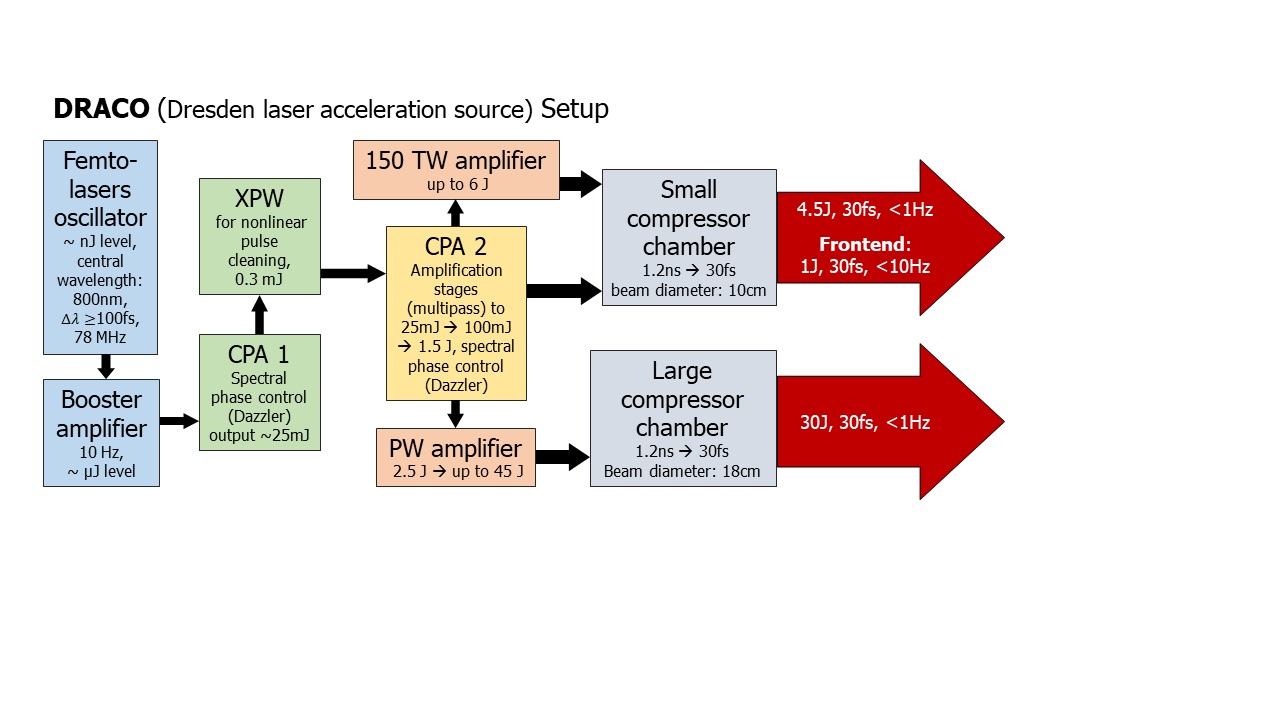 DRACO (Dresden laser acceleration source) Setup
Femto-
lasers
oscillator
~ nJ level,
central
wavelength:
800nm,
Δλ ≥100fs,
78 MHz
Booster
amplifier
10 Hz,
~ µJ level
XPW
for nonlinear
pulse
cleaning,
0.3 mJ
CPA 1
Spectral
phase control
(Dazzler)
output ~25mJ
150 TW amplifier
up to 6 J
CPA 2
Amplification
stages
(multipass) to
25mJ → 100mJ
→ 1.5 J, spectral
phase control
(Dazzler)
PW amplifier
2.5 J → up to 45 J
Small
compressor
chamber
1.2ns → 30fs
beam diameter: 10cm
Large
compressor
chamber
1.2ns → 30fs
Beam diameter: 18cm
4.5J, 30fs, <1Hz
Frontend:
1J, 30fs, <10Hz
30J, 30fs, <1Hz